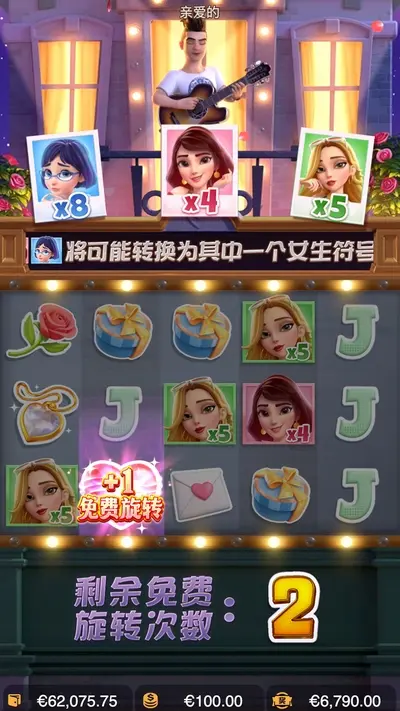 亲爱的
x8
x4
x5
将可能转换为其中一个女生符号
x5
J
J
x5
x4
x5
+1
免费旋转
J
剩余免费
旋转次数：
2
€62,075.75
€100.00
€6,790.00